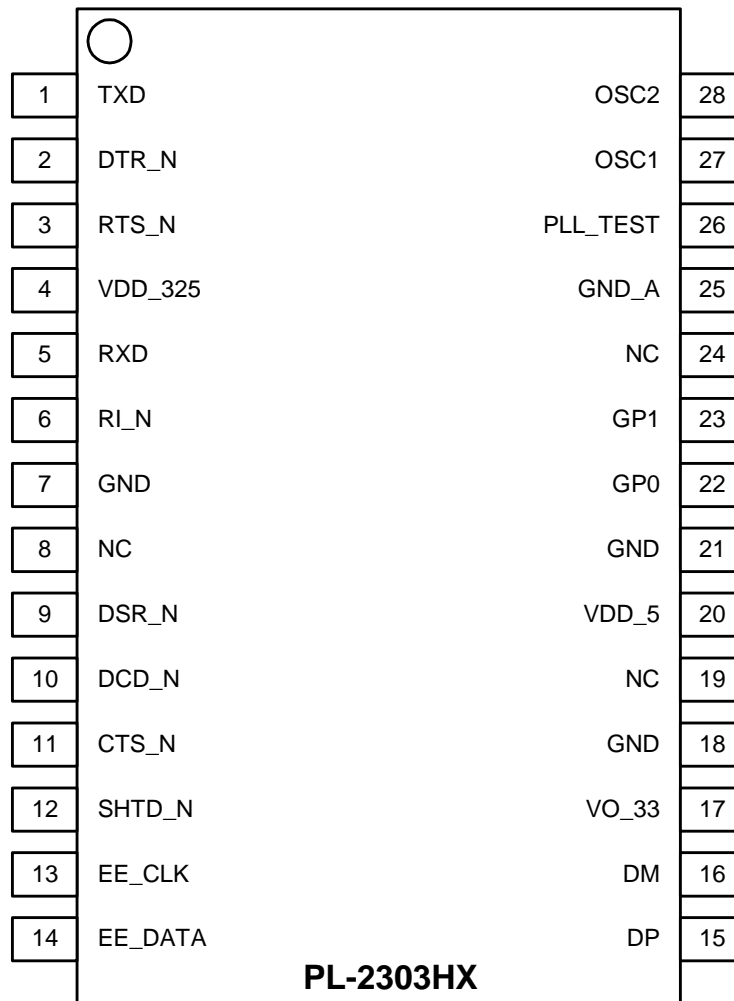 1 TXD OSC2 28
2 DTR_N OSC1 27
3 RTS_N PLL_TEST 26
4 VDD_325 GND_A 25
5 RXD NC 24
6 RI_N GP1 23
7 GND GP0 22
8 NC GND 21
9 DSR_N VDD_5 20
10 DCD_N NC 19
11 CTS_N GND 18
12 SHTD_N VO_33 17
13 EE_CLK DM 16
14 EE_DATA DP 15
PL-2303HX